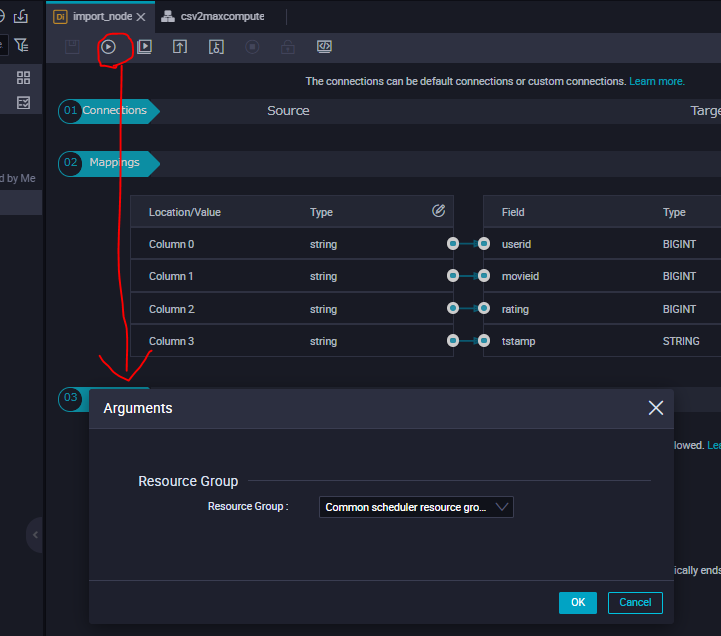 Di import_node
csv2maxcompute
The connections can be default connections or custom connections. Learn more.
01 Connections Source
02 Mappings
d by Me
Location/Value Type Field Type
Column 0 string userid BIGINT
Column 1 string movieid BIGINT
Column 2 string rating BIGINT
Column 3 string tstamp STRING
03
Arguments
lowed.
Resource Group
Resource Group :
Common scheduler resource gro...
ically ends
OK Cancel